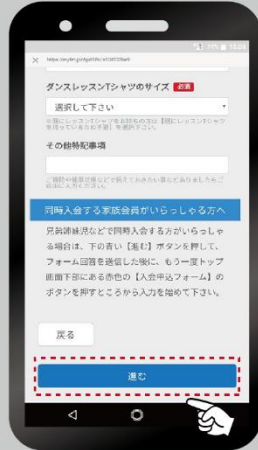 ダンスレッスンTシャツのサイズ 必須
選択して下さい
その他特記事項
同時入会する家族会員がいらっしゃる方へ
兄弟姉妹児などで同時入会する方がいらっしゃ
る場合は、下の青い【進む】ボタンを押して、
フォーム回答を送信した後に、もう一度トップ
画面下部にある赤色の【入会申込フォーム】の
ボタンを押すところから入力を始めて下さい。
戻る
進む